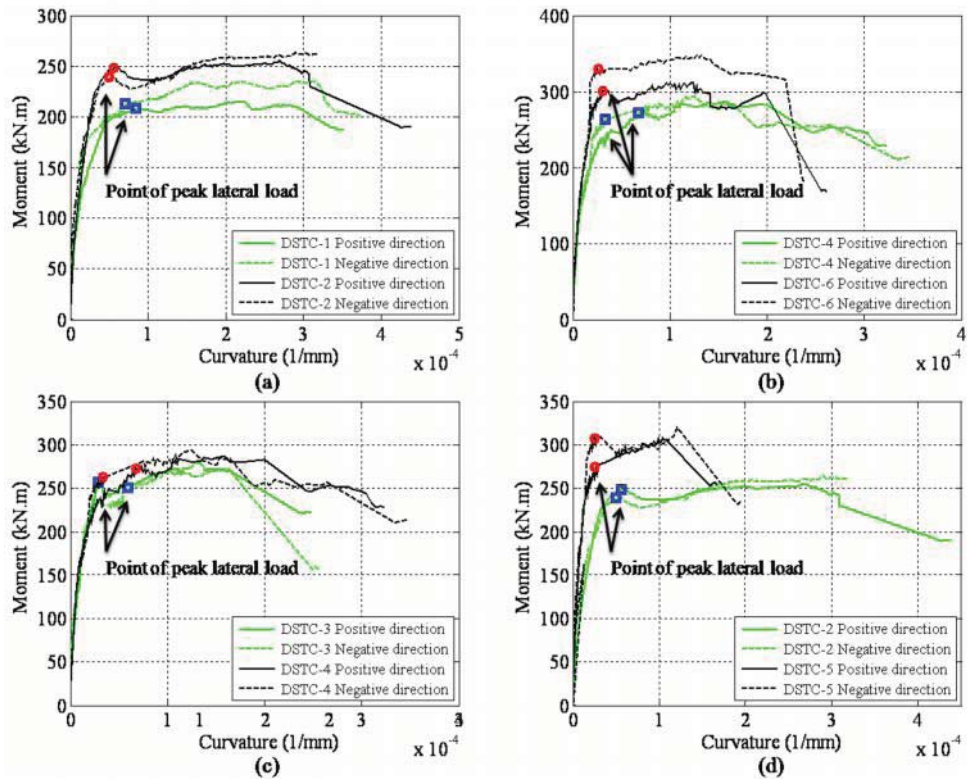 300
250
200
150
100
50
0
Moment (kN.m)
Point of peak lateral load
DSTC-1 Positive direction
DSTC-1 Negative direction
DSTC-2 Positive direction
DSTC-2 Negative direction
0 1 2 3 4 5
Curvature (1/mm)
x 10⁻⁴
(a)
400
300
200
100
0
Moment (kN.m)
Point of peak lateral load
DSTC-4 Positive direction
DSTC-4 Negative direction
DSTC-6 Positive direction
DSTC-6 Negative direction
0 1 2 3 4
Curvature (1/mm)
x 10⁻⁴
(b)
350
300
250
200
150
100
50
0
Moment (kN.m)
Point of peak lateral load
DSTC-3 Positive direction
DSTC-3 Negative direction
DSTC-4 Positive direction
DSTC-4 Negative direction
0 1 1 2 2 3
Curvature (1/mm)
x 10⁻⁴
(c)
350
300
250
200
150
100
50
0
Moment (kN.m)
Point of peak lateral load
DSTC-2 Positive direction
DSTC-2 Negative direction
DSTC-5 Positive direction
DSTC-5 Negative direction
0 1 2 3 4
Curvature (1/mm)
x 10⁻⁴
(d)